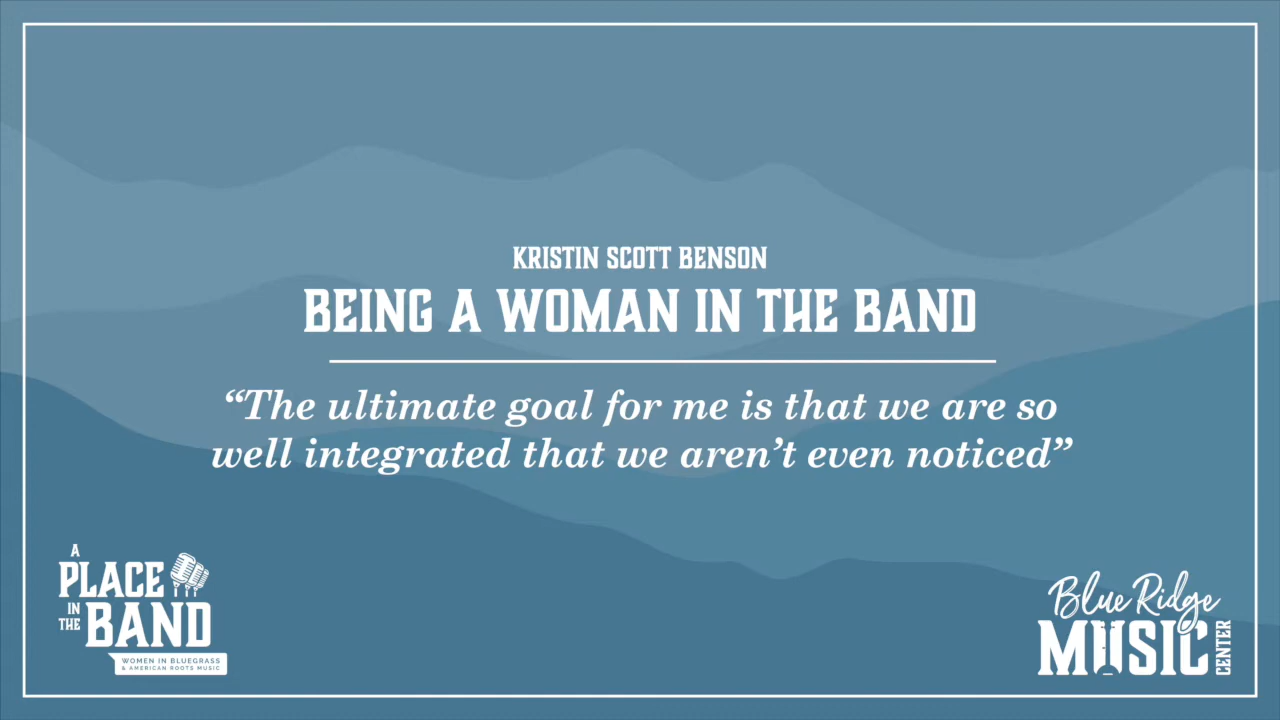 KRISTIN SCOTT BENSON
BEING A WOMAN IN THE BAND
“The ultimate goal for me is that we are so
well integrated that we aren’t even noticed”
A
PLACE
IN
THE BAND
WOMEN IN BLUEGRASS
& AMERICAN ROOTS MUSIC
Blue Ridge
MUSIC
CENTER